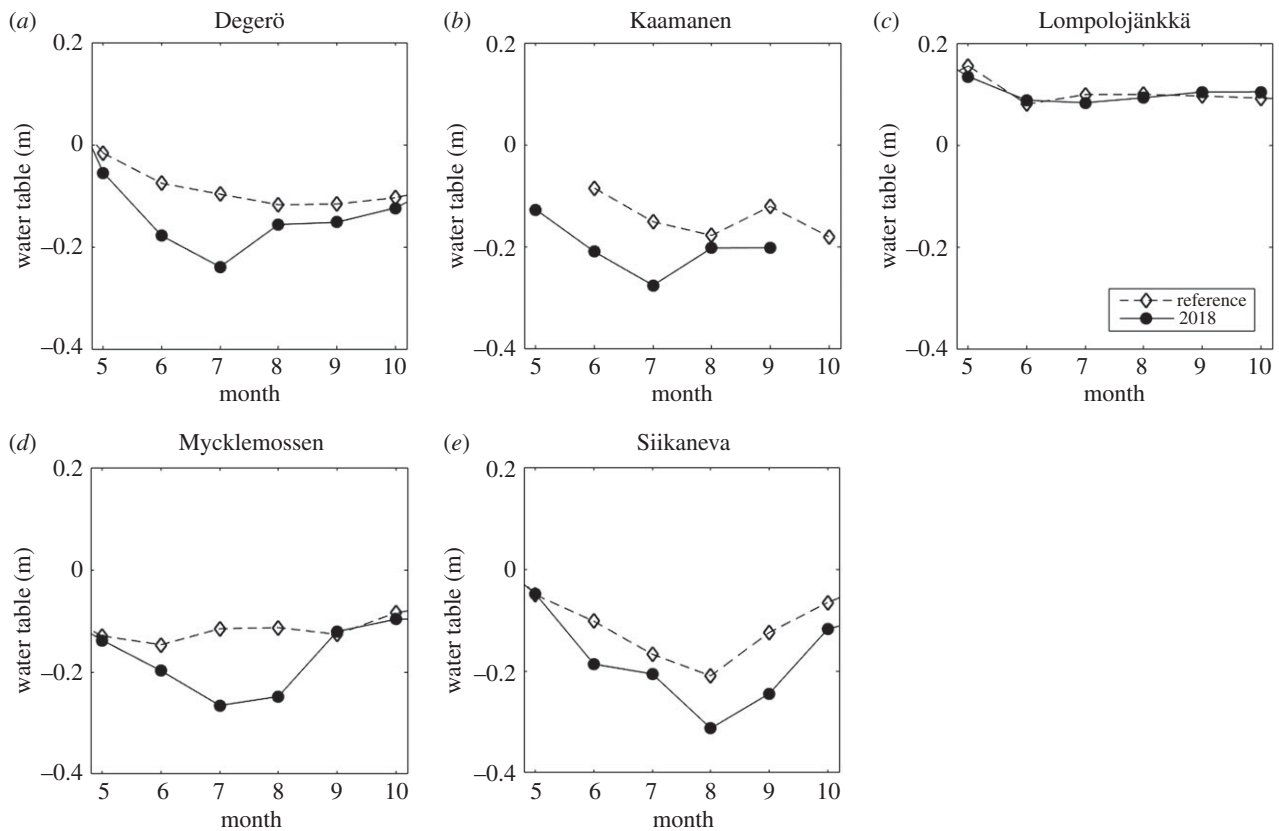 (a) Degerö
0.2
0
–0.2
–0.4
water table (m)
5 6 7 8 9 10
month
(b) Kaamanen
0.2
0
–0.2
–0.4
water table (m)
5 6 7 8 9 10
month
(c) Lompolojänkkä
0.2
0
–0.2
–0.4
water table (m)
reference
2018
5 6 7 8 9 10
month
(d) Mycklemossen
0.2
0
–0.2
–0.4
water table (m)
5 6 7 8 9 10
month
(e) Siikaneva
0.2
0
–0.2
–0.4
water table (m)
5 6 7 8 9 10
month